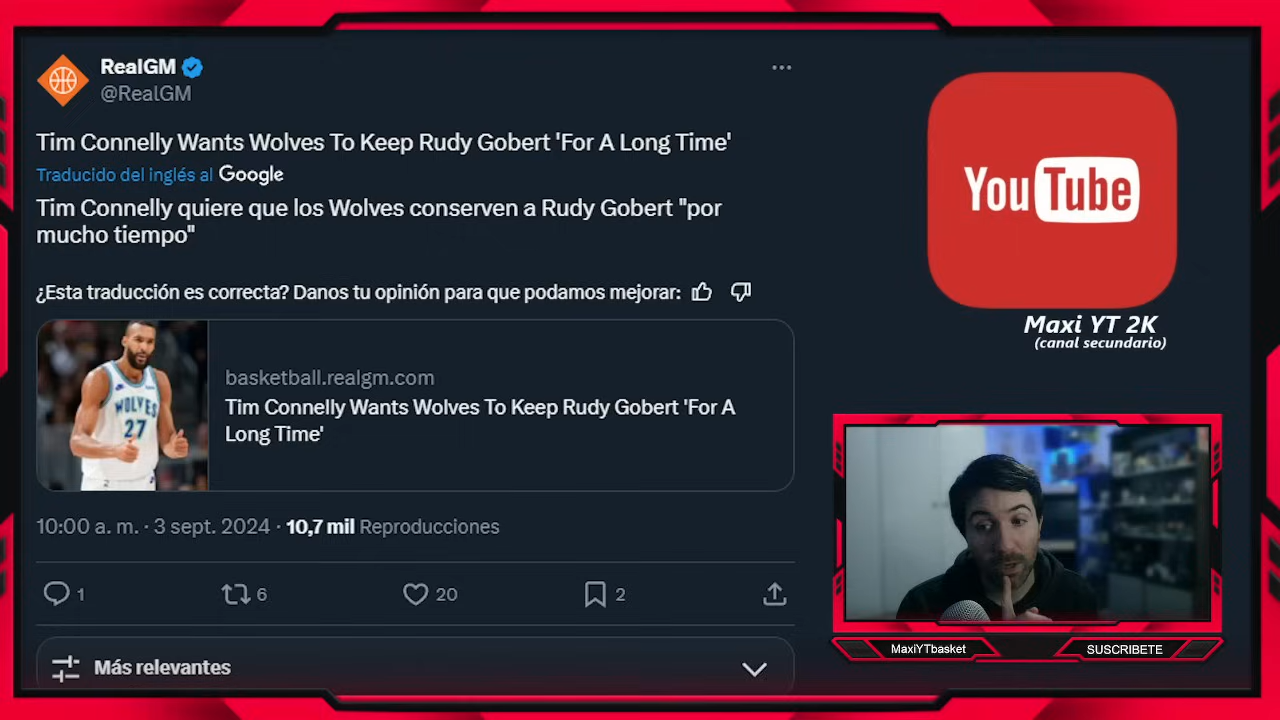 RealGM
@RealGM
Tim Connelly Wants Wolves To Keep Rudy Gobert 'For A Long Time'
Traducido del inglés al Google
Tim Connelly quiere que los Wolves conserven a Rudy Gobert "por
mucho tiempo"
¿Esta traducción es correcta? Danos tu opinión para que podamos mejorar:
WOLVES
27
basketball.realgm.com
Tim Connelly Wants Wolves To Keep Rudy Gobert 'For A
Long Time'
10:00 a. m. · 3 sept. 2024 · 10,7 mil Reproducciones
1
6
20
2
Más relevantes
YouTube
Maxi YT 2K
(canal secundario)
MaxiYTbasket
SUSCRIBETE